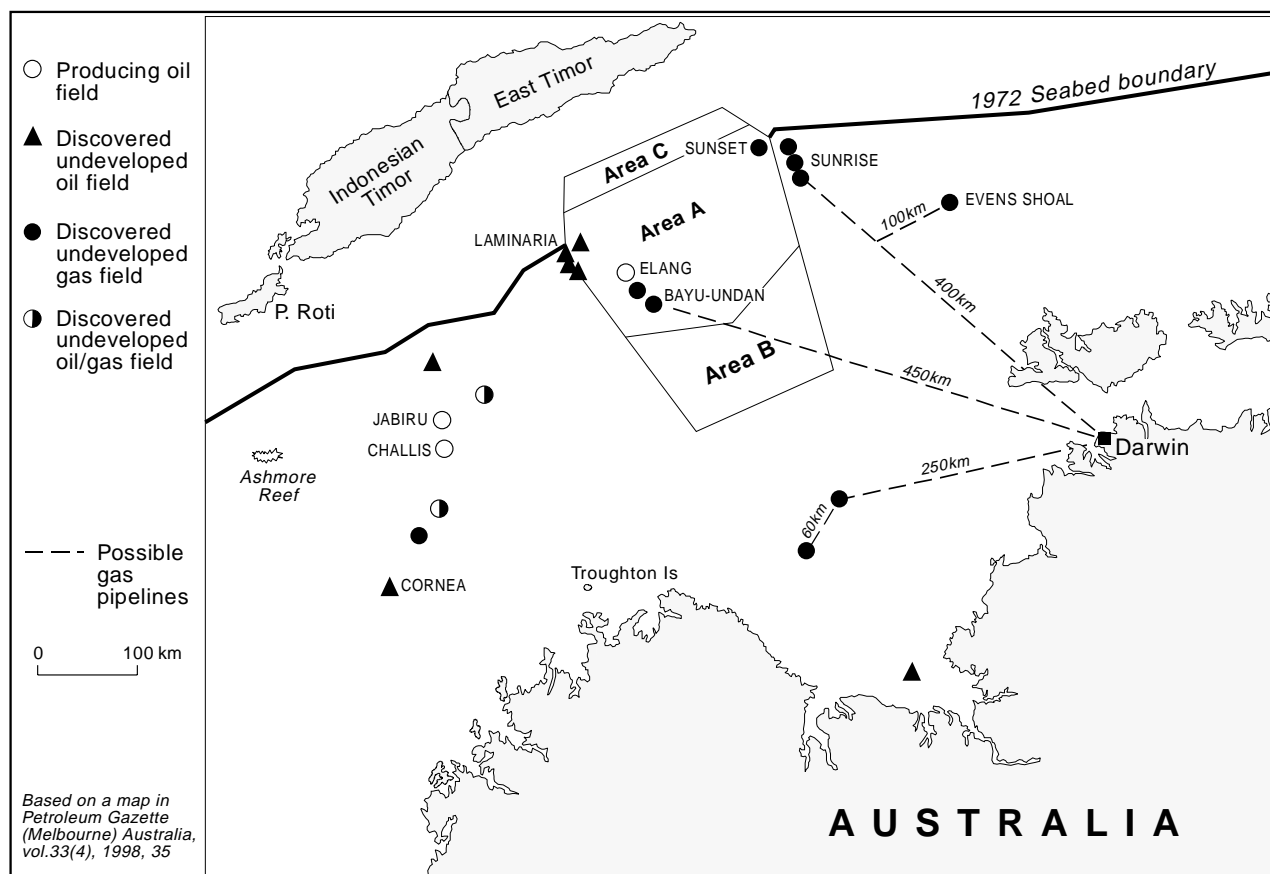 Producing oil
field
Discovered
undeveloped
oil field
Discovered
undeveloped
gas field
Discovered
undeveloped
oil/gas field
Possible
gas
pipelines
0 100 km
Based on a map in
Petroleum Gazette
(Melbourne) Australia,
vol.33(4), 1998, 35
East Timor
Indonesian
Timor
P. Roti
1972 Seabed boundary
Area C
SUNSET
SUNRISE
Area A
EVENS SHOAL
100km
LAMINARIA
ELANG
BAYU-UNDAN
400km
Area B
450km
JABIRU
CHALLIS
Ashmore
Reef
Darwin
250km
60km
CORNEA
Troughton Is
AUSTRALIA